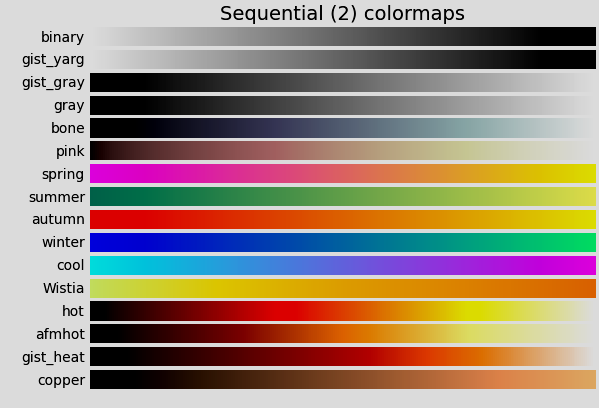 Sequential (2) colormaps
binary
gist_yarg
gist_gray
gray
bone
pink
spring
summer
autumn
winter
cool
Wistia
hot
afmhot
gist_heat
copper